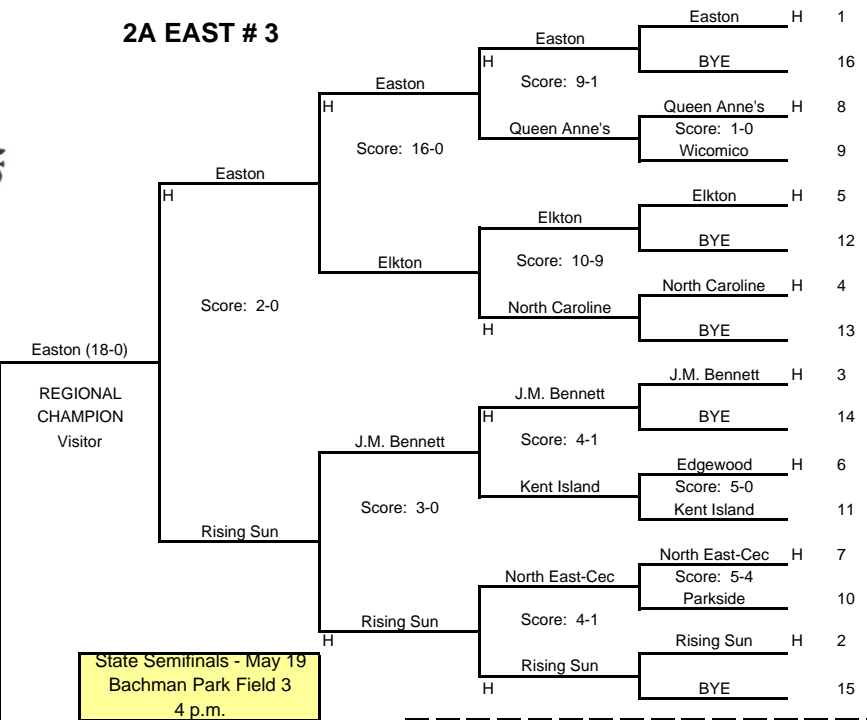 2A EAST # 3
Easton H 1
Easton
BYE 16
H
Score: 9-1
Easton
Queen Anne's H 8
Queen Anne's
Score: 1-0
Wicomico 9
H
Score: 16-0
Easton
Elkton H 5
Elkton
BYE 12
Score: 10-9
Elkton
North Caroline H 4
North Caroline
BYE 13
H
H
Score: 2-0
Easton (18-0)
REGIONAL
CHAMPION
Visitor
J.M. Bennett H 3
J.M. Bennett
BYE 14
H
Score: 4-1
J.M. Bennett
Edgewood H 6
Kent Island
Score: 5-0
Kent Island 11
Score: 3-0
Rising Sun
North East-Cec H 7
North East-Cec
Score: 5-4
Parkside 10
Score: 4-1
Rising Sun
H
Rising Sun H 2
Rising Sun
BYE 15
H
State Semifinals - May 19
Bachman Park Field 3
4 p.m.